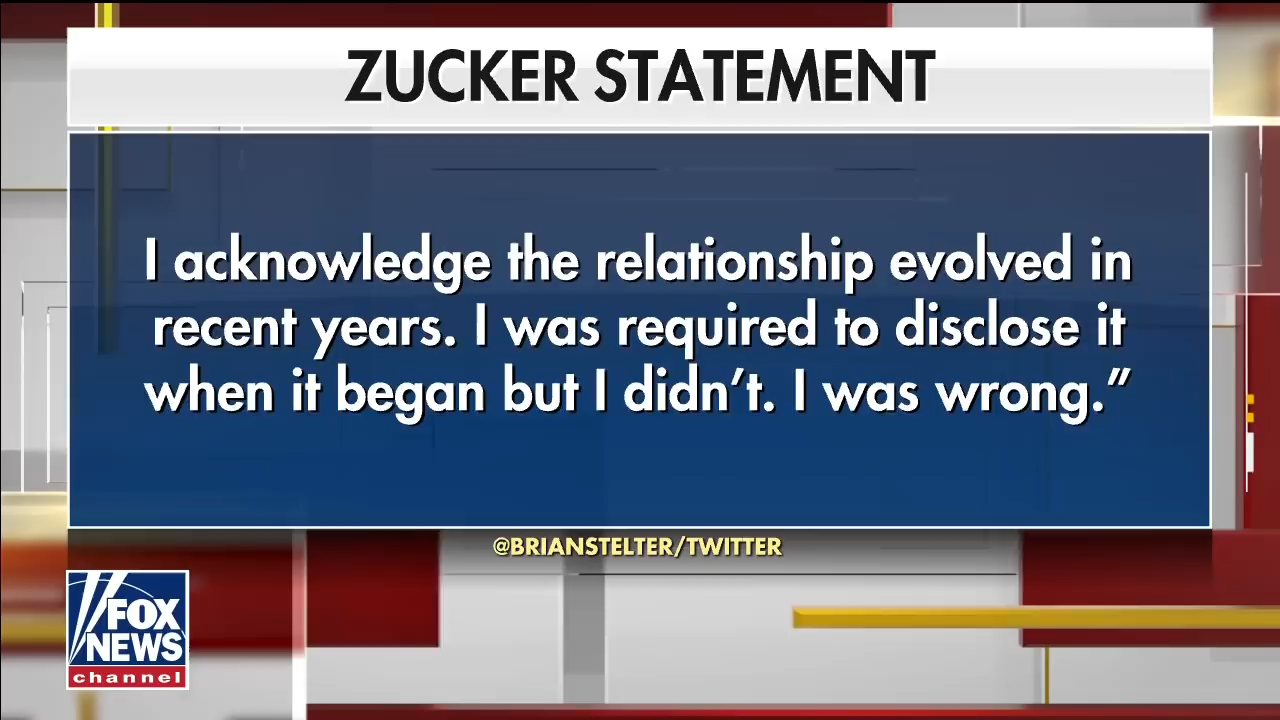 ZUCKER STATEMENT
I acknowledge the relationship evolved in
recent years. I was required to disclose it
when it began but I didn’t. I was wrong.”
@BRIANSTELTER/TWITTER
FOX
NEWS
channel